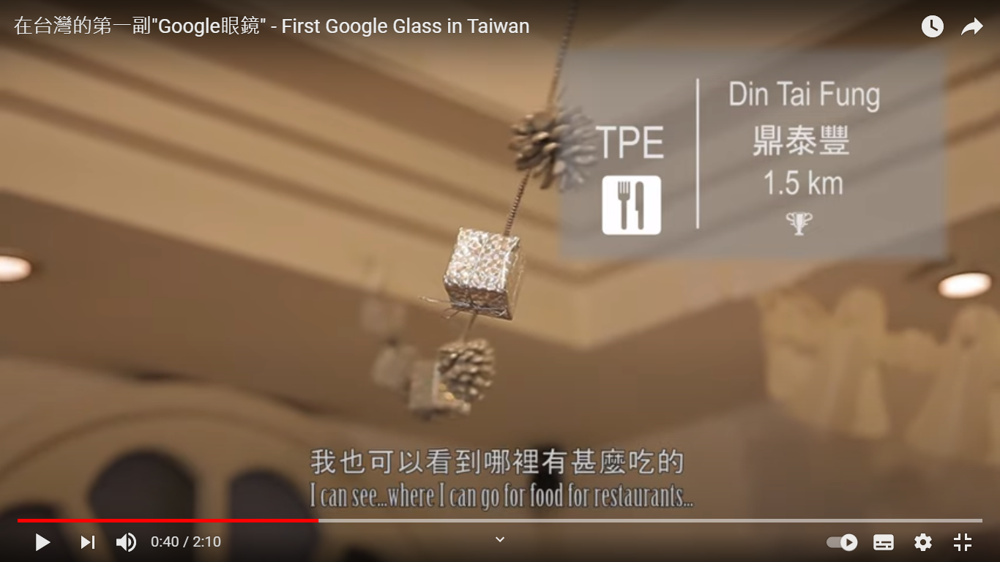 在台灣的第一副"Google眼鏡" - First Google Glass in Taiwan
TPE
Din Tai Fung
鼎泰豐
1.5 km
我也可以看到哪裡有甚麼吃的
I can see...where I can go for food for restaurants...
0:40 / 2:10